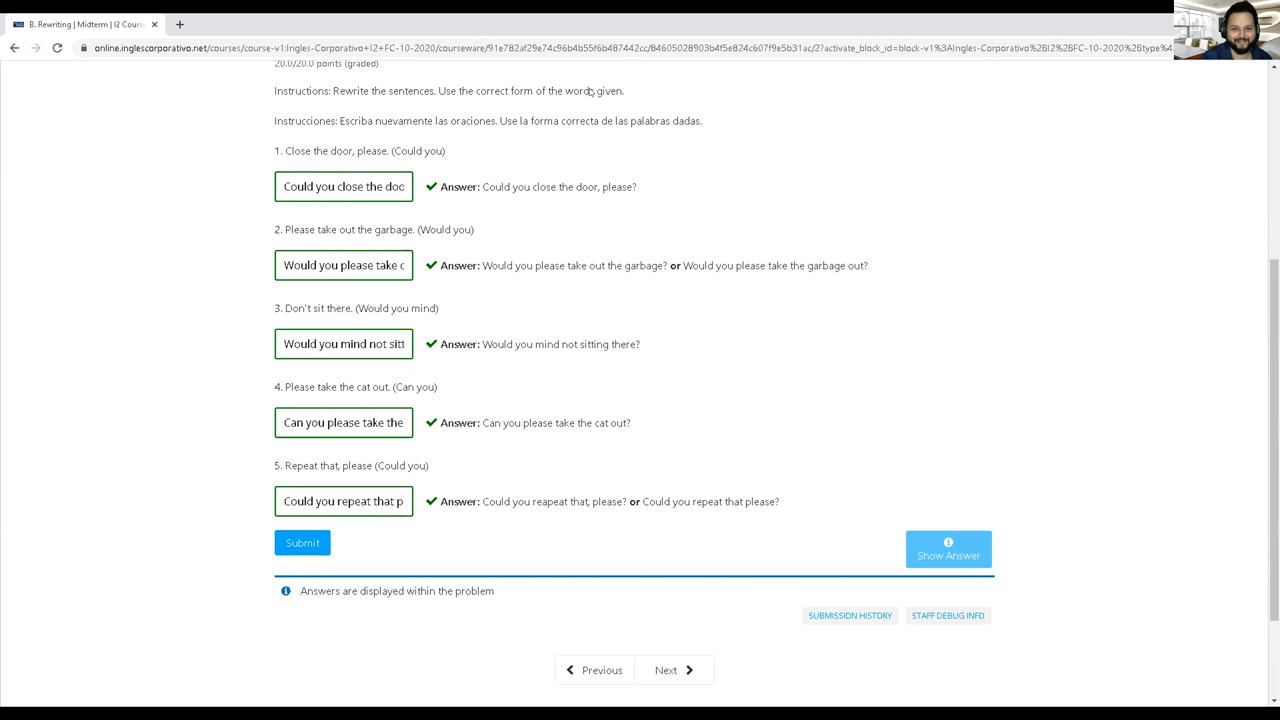 B. Rewriting | Midterm | I2 Cours
online.inglescorporativo.net/courses/course-v1:Ingles-Corporativo+I2+FC-10-2020/courseware/91e782af29e74c96b4b55f6b487442cc/84605028903b4f5e824c607f9e5b31ac/2?activate_block_id=block-v1%3AIngles-Corporativo%2BI2%2BFC-10-2020%2Btype%
20.0/20.0 points (graded)
Instructions: Rewrite the sentences. Use the correct form of the words given.
Instrucciones: Escriba nuevamente las oraciones. Use la forma correcta de las palabras dadas.
1. Close the door, please. (Could you)
Could you close the doo Answer: Could you close the door, please?
2. Please take out the garbage. (Would you)
Would you please take o Answer: Would you please take out the garbage? or Would you please take the garbage out?
3. Don't sit there. (Would you mind)
Would you mind not sitt Answer: Would you mind not sitting there?
4. Please take the cat out. (Can you)
Can you please take the Answer: Can you please take the cat out?
5. Repeat that, please (Could you)
Could you repeat that p Answer: Could you reapeat that, please? or Could you repeat that please?
Submit
Show Answer
Answers are displayed within the problem
SUBMISSION HISTORY STAFF DEBUG INFO
Previous Next